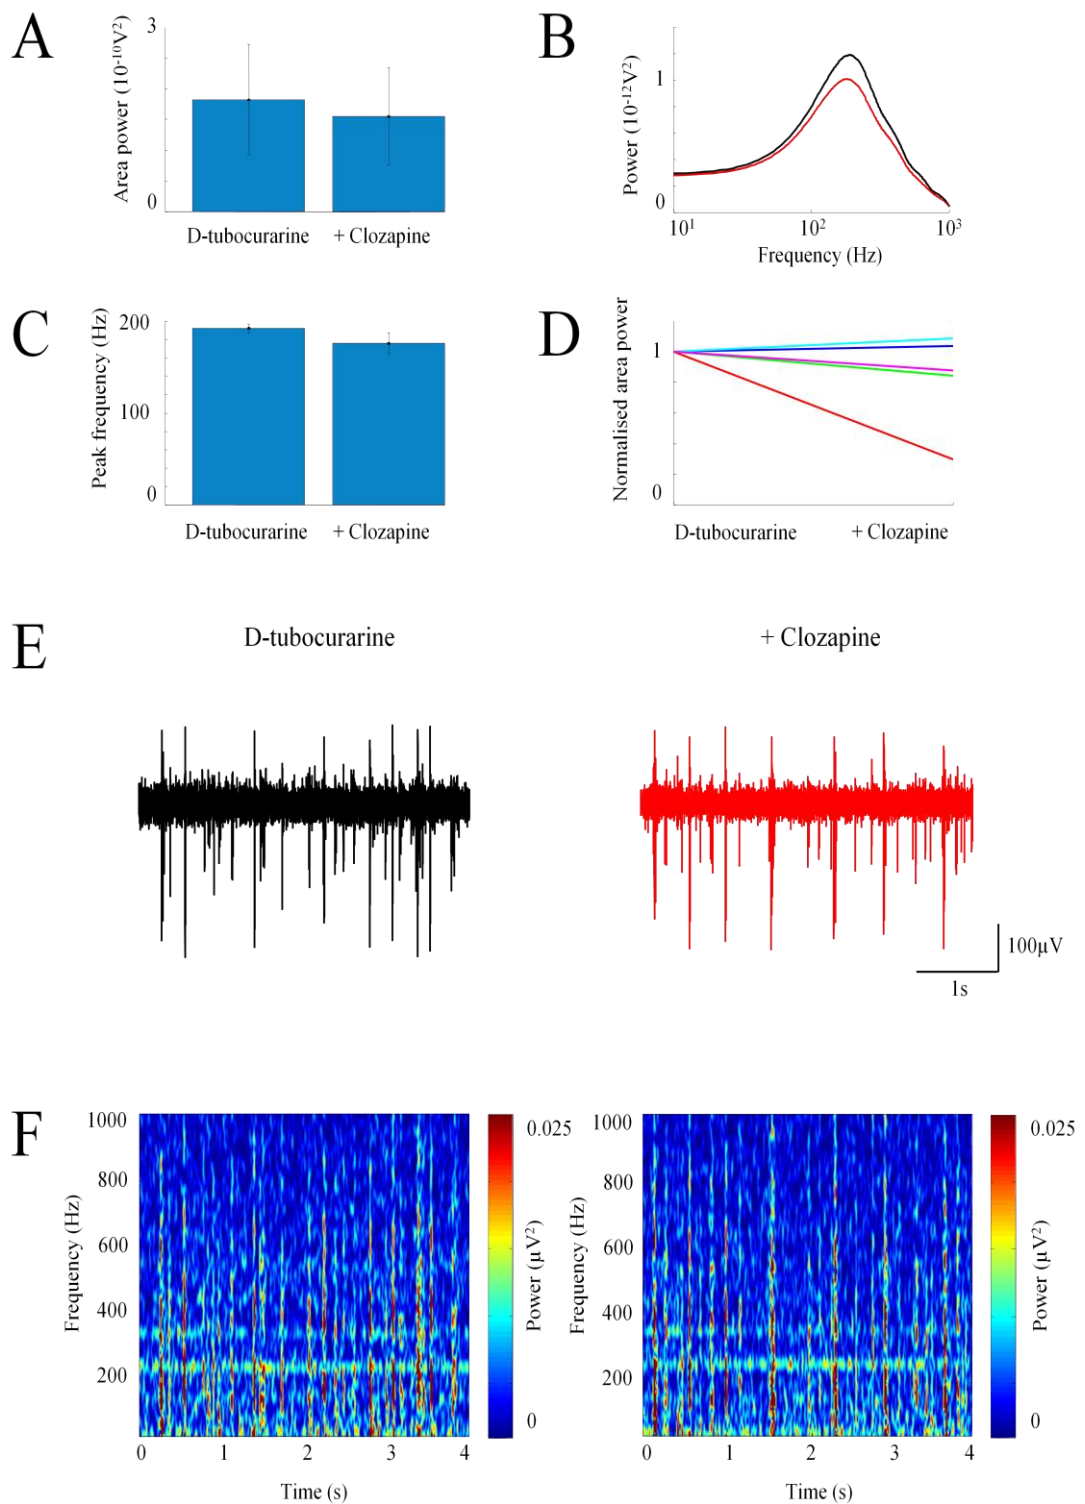 A
Area power (10⁻¹⁰V²)
3
0
D-tubocurarine + Clozapine
B
Power (10⁻¹²V²)
1
0
10¹ 10² 10³
Frequency (Hz)
C
Peak frequency (Hz)
200
100
0
D-tubocurarine + Clozapine
D
Normalised area power
1
0
D-tubocurarine + Clozapine
E
D-tubocurarine + Clozapine
100µV
1s
F
Frequency (Hz)
1000
800
600
400
200
0 1 2 3 4
Time (s)
0.025
Power (µV²)
0
Frequency (Hz)
1000
800
600
400
200
0 1 2 3 4
Time (s)
0.025
Power (µV²)
0